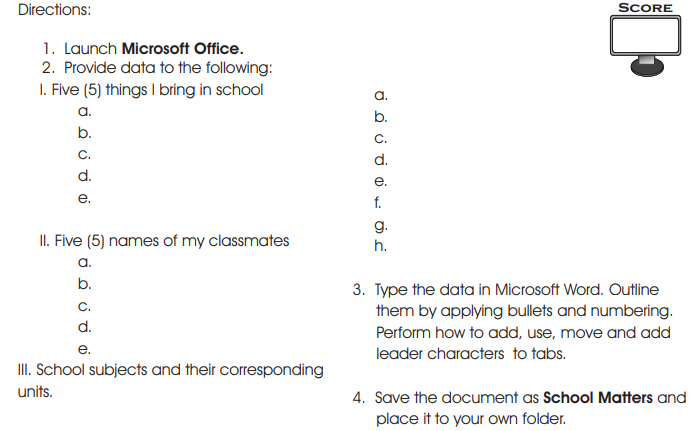 Directions:
1. Launch Microsoft Office.
2. Provide data to the following:
I. Five (5) things I bring in school
a.
b.
c.
d.
e.
II. Five (5) names of my classmates
a.
b.
c.
d.
e.
III. School subjects and their corresponding
units.
SCORE
a.
b.
c.
d.
e.
f.
g.
h.
3. Type the data in Microsoft Word. Outline
them by applying bullets and numbering.
Perform how to add, use, move and add
leader characters to tabs.
4. Save the document as School Matters and
place it to your own folder.